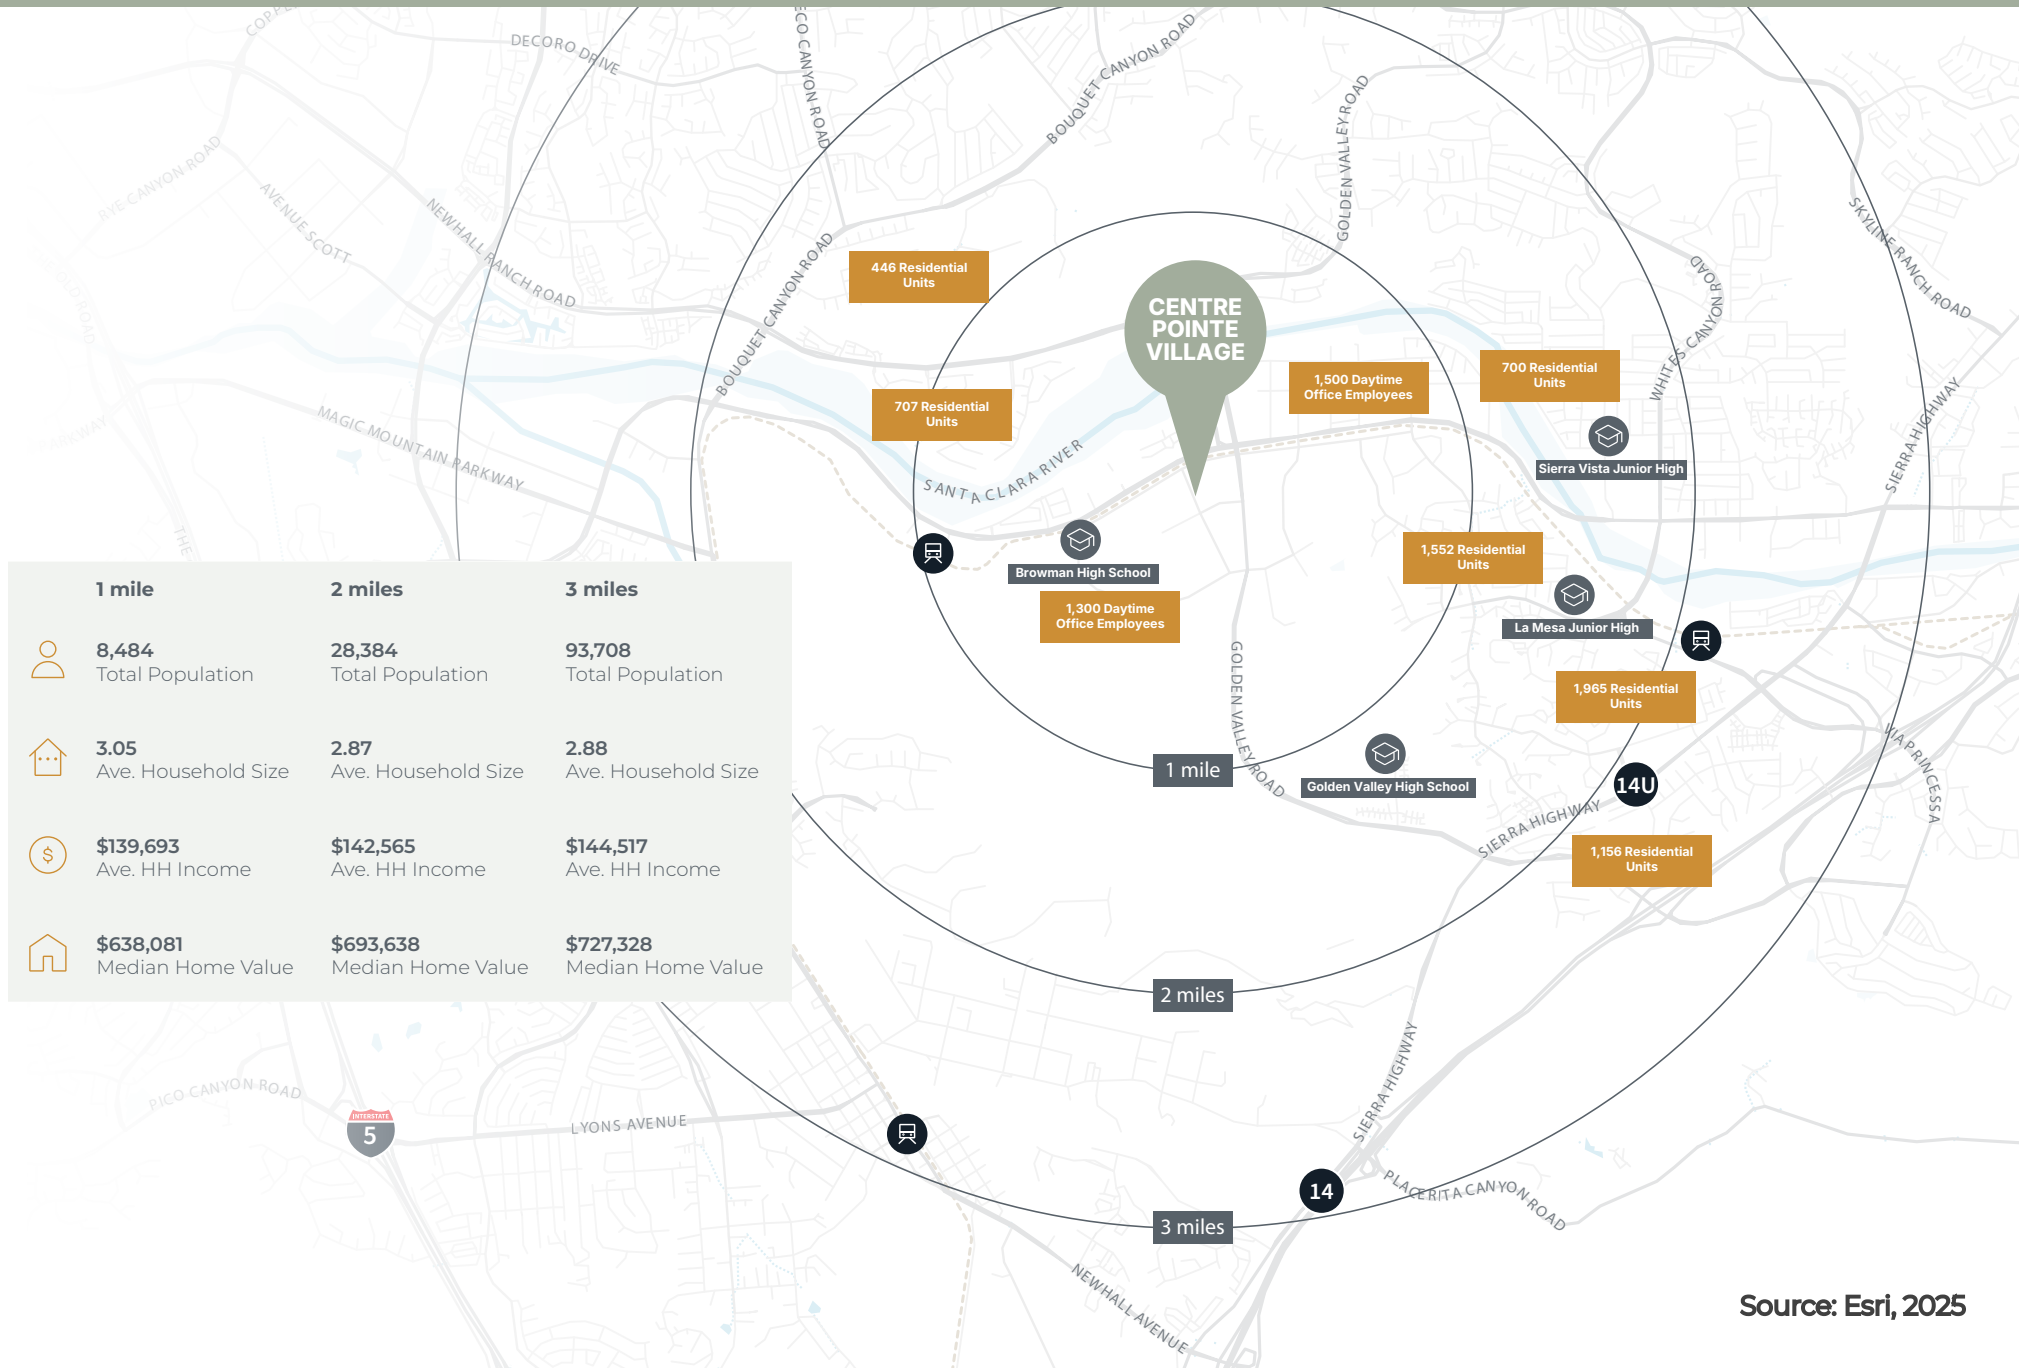 DECORO DRIVE
BOUQUET CANYON ROAD
GOLDEN VALLEY ROAD
RYE CANYON ROAD
AVENUE SCOTT
NEWHALL RANCH ROAD
BOUQUET CANYON ROAD
SKYLINE RANCH ROAD
WHITES CANYON ROAD
446 Residential
Units
CENTRE
POINTE
VILLAGE
1,500 Daytime
Office Employees
700 Residential
Units
707 Residential
Units
MAGIC MOUNTAIN PARKWAY
PARKWAY
SANTA CLARA RIVER
SIERRA HIGHWAY
Sierra Vista Junior High
THE
1,552 Residential
Units
Browman High School
1,300 Daytime
Office Employees
La Mesa Junior High
1,965 Residential
Units
GOLDEN VALLEY ROAD
1 mile
Golden Valley High School
14U
SIERRA HIGHWAY
VIA PRINCESSA
1,156 Residential
Units
1 mile
2 miles
3 miles
8,484
Total Population
28,384
Total Population
93,708
Total Population
3.05
Ave. Household Size
2.87
Ave. Household Size
2.88
Ave. Household Size
$139,693
Ave. HH Income
$142,565
Ave. HH Income
$144,517
Ave. HH Income
$638,081
Median Home Value
$693,638
Median Home Value
$727,328
Median Home Value
2 miles
SIERRA HIGHWAY
PICO CANYON ROAD
INTERSTATE
5
LYONS AVENUE
14
PLACERITA CANYON ROAD
3 miles
NEWHALL AVENUE
Source: Esri, 2025